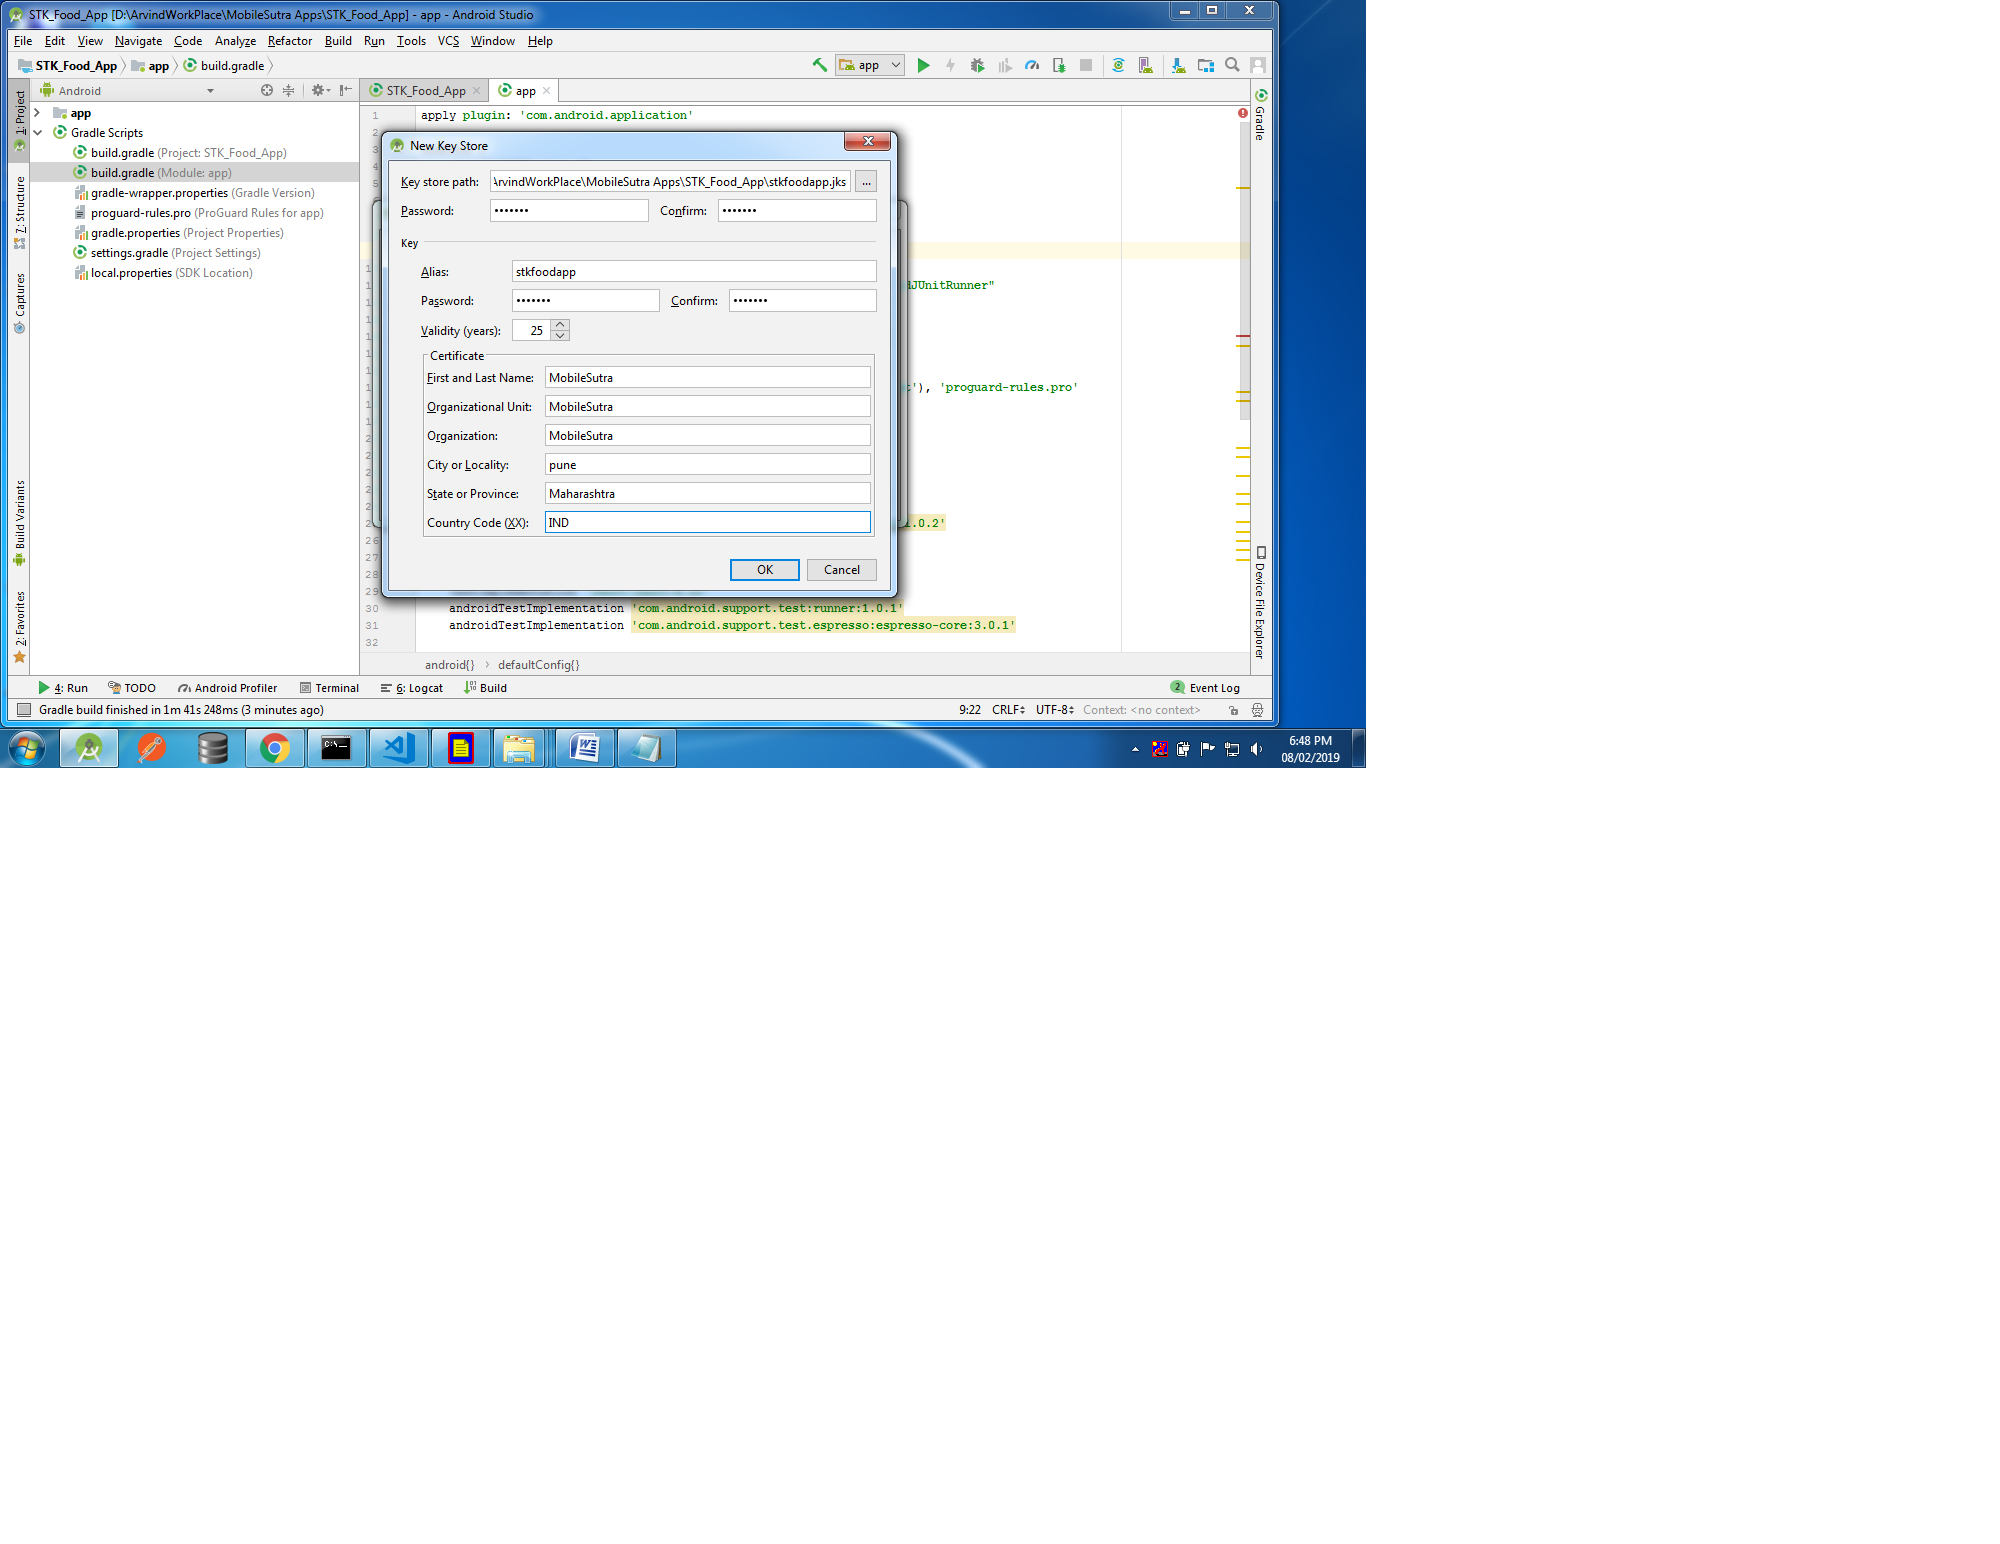 STK_Food_App [D:\ArvindWorkPlace\MobileSutra Apps\STK_Food_App] - app - Android Studio
File Edit View Navigate Code Analyze Refactor Build Run Tools VCS Window Help
STK_Food_App app build.gradle app
Android STK_Food_App app
1: Project
7: Structure
Captures
Build Variants
2: Favorites
app
Gradle Scripts
build.gradle (Project: STK_Food_App)
build.gradle (Module: app)
gradle-wrapper.properties (Gradle Version)
proguard-rules.pro (ProGuard Rules for app)
gradle.properties (Project Properties)
settings.gradle (Project Settings)
local.properties (SDK Location)
1 apply plugin: 'com.android.application'
2
3
4
5
New Key Store
Key store path: \rvindWorkPlace\MobileSutra Apps\STK_Food_App\stkfoodapp.jks ...
Password: ••••••• Confirm: •••••••
Key
Alias: stkfoodapp
Password: ••••••• Confirm: •••••••
Validity (years): 25
Certificate
First and Last Name: MobileSutra
Organizational Unit: MobileSutra
Organization: MobileSutra
City or Locality: pune
State or Province: Maharashtra
Country Code (XX): IND
OK Cancel
JUnitRunner"
'), 'proguard-rules.pro'
1.0.2'
26
27
28
29
30 androidTestImplementation 'com.android.support.test:runner:1.0.1'
31 androidTestImplementation 'com.android.support.test.espresso:espresso-core:3.0.1'
32
android{} › defaultConfig{}
Gradle
Device File Explorer
4: Run TODO Android Profiler Terminal 6: Logcat Build 2 Event Log
Gradle build finished in 1m 41s 248ms (3 minutes ago) 9:22 CRLF UTF-8 Context: <no context>
6:48 PM
08/02/2019